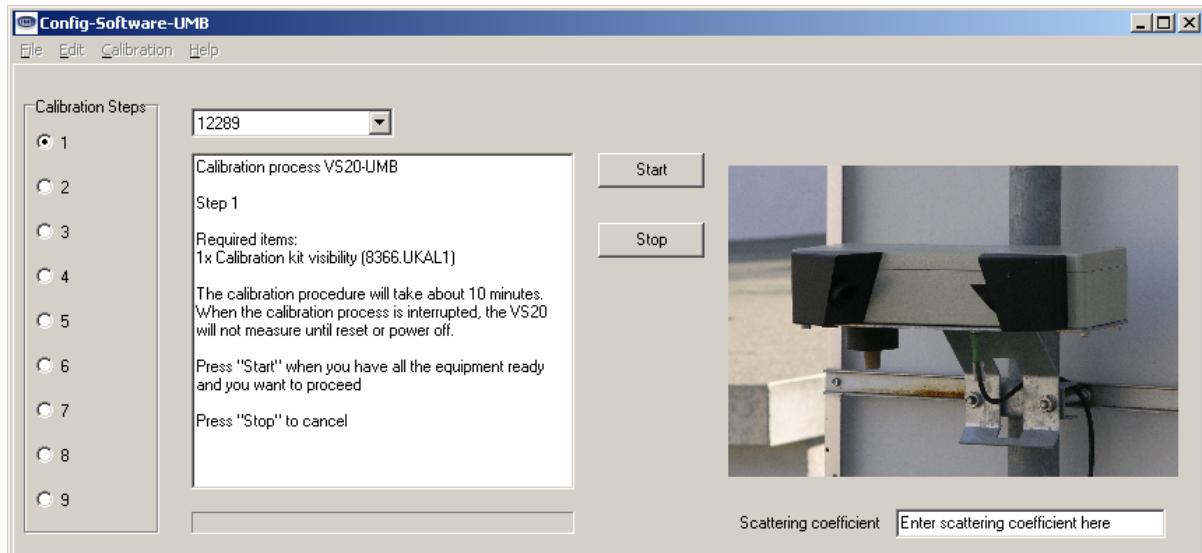 Config-Software-UMB
File Edit Calibration Help
Calibration Steps
1
2
3
4
5
6
7
8
9
12289
Calibration process VS20-UMB
Step 1
Required items:
1x Calibration kit visibility (8366.UKAL1)
The calibration procedure will take about 10 minutes.
When the calibration process is interrupted, the VS20
will not measure until reset or power off.
Press "Start" when you have all the equipment ready
and you want to proceed
Press "Stop" to cancel
Start
Stop
Scattering coefficient Enter scattering coefficient here